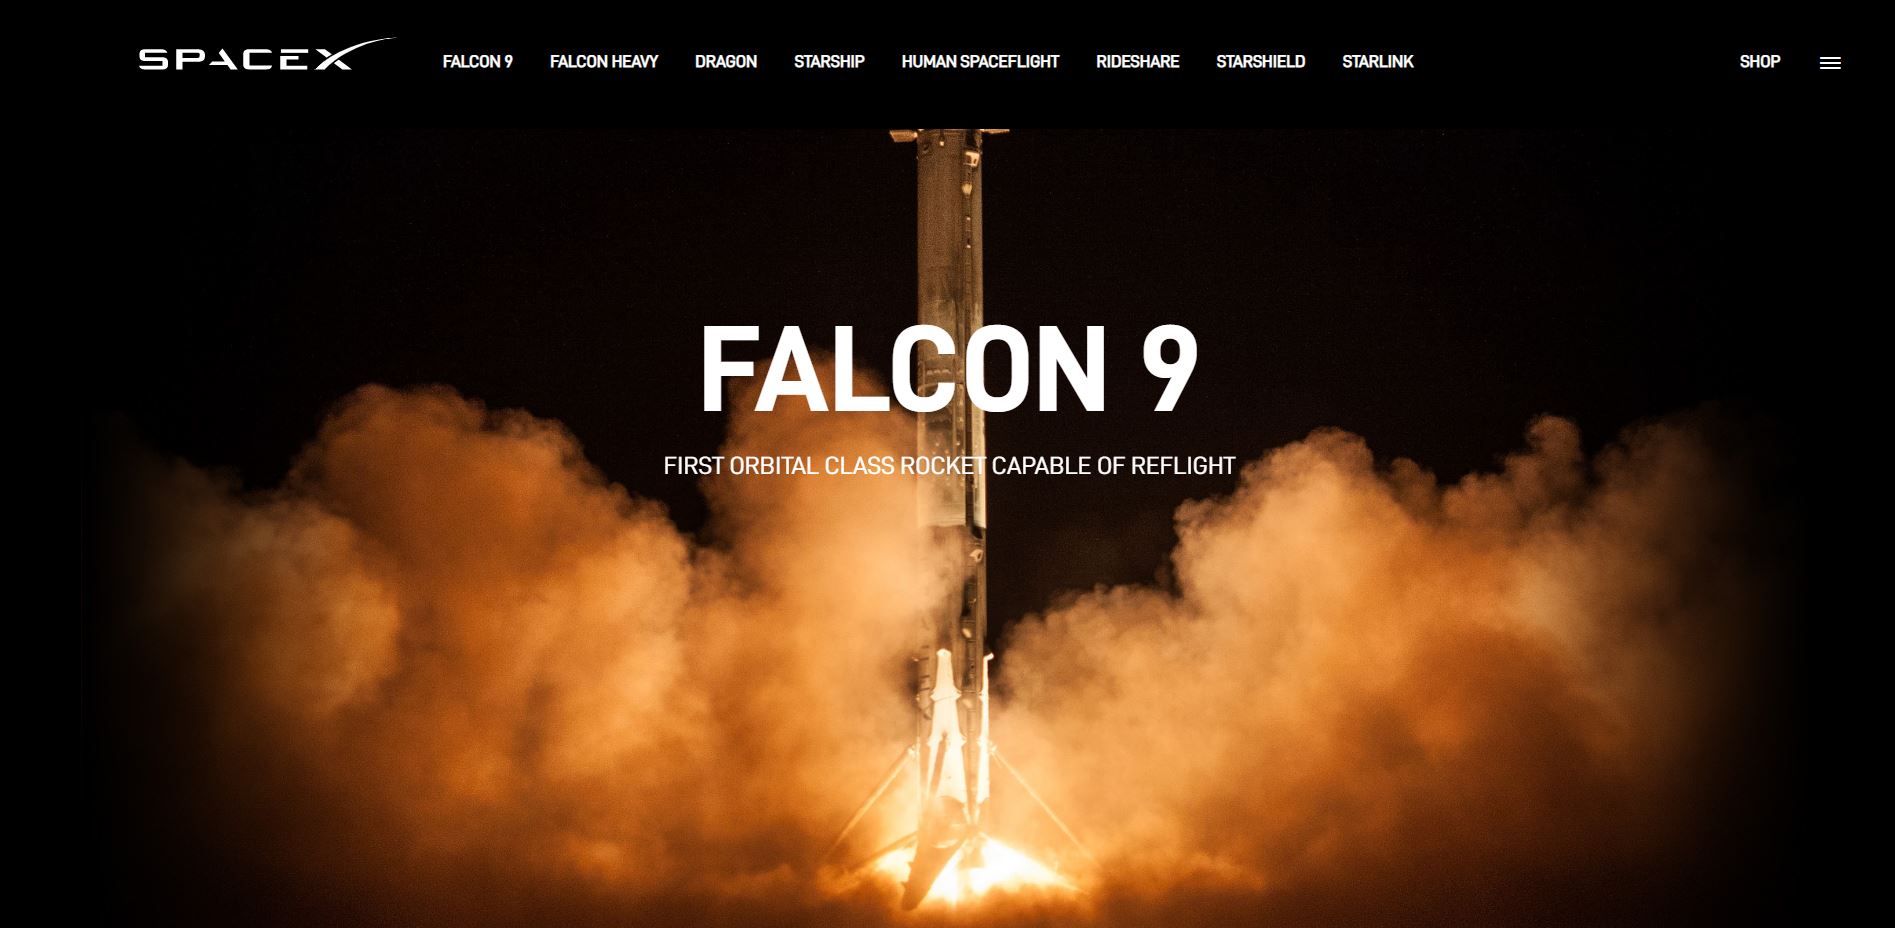 SPACEX FALCON 9 FALCON HEAVY DRAGON STARSHIP HUMAN SPACEFLIGHT RIDESHARE STARSHIELD STARLINK SHOP
FALCON 9
FIRST ORBITAL CLASS ROCKET CAPABLE OF REFLIGHT